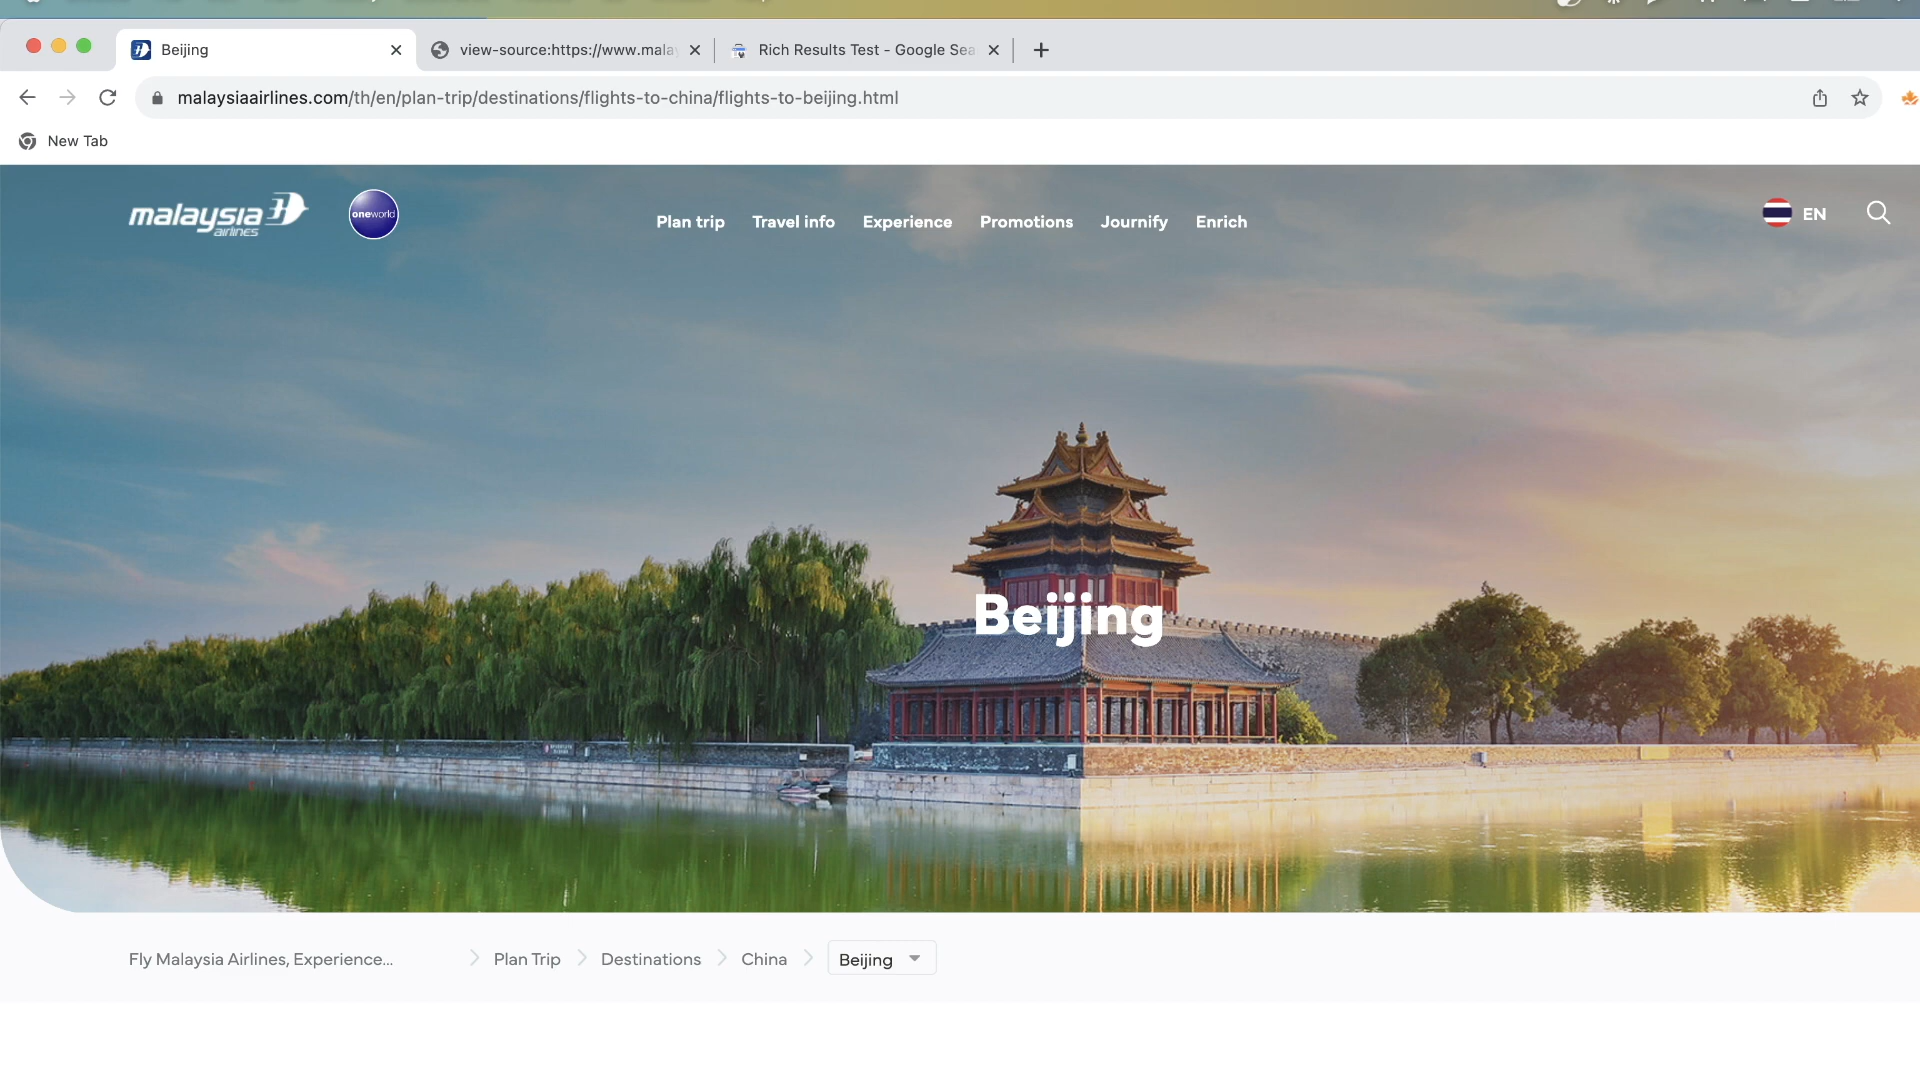 Beijing
view-source:https://www.mala
Rich Results Test - Google Sea
malaysiaairlines.com/th/en/plan-trip/destinations/flights-to-china/flights-to-beijing.html
New Tab
malaysia airlines
oneworld
Plan trip
Travel info
Experience
Promotions
Journify
Enrich
EN
Beijing
Fly Malaysia Airlines, Experience...
Plan Trip
Destinations
China
Beijing